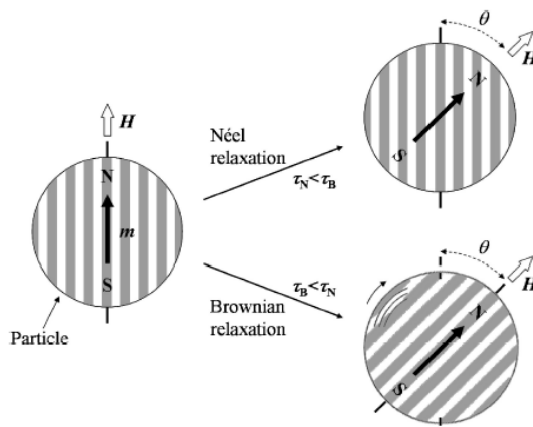 H
N
m
S
Particle
Néel
relaxation
τN<τB
τB<τN
Brownian
relaxation
θ
H
N
S
θ
H
N
S